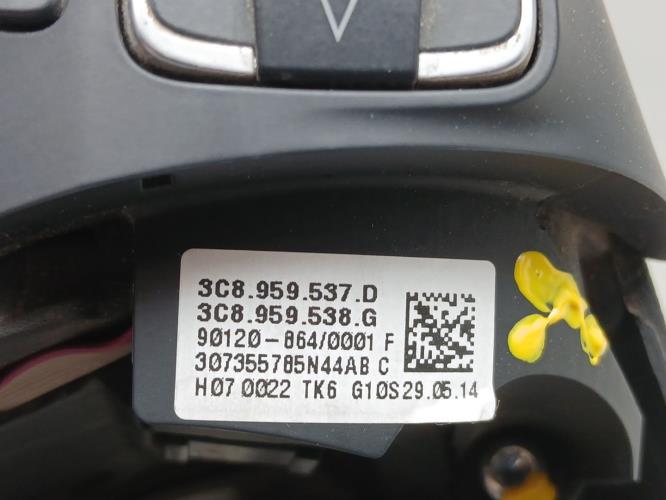 3C8.959.537.D
3C8.959.538.G
90120-864/0001 F
307355785N44AB C
H07 0022 TK6 G10S29.05.14